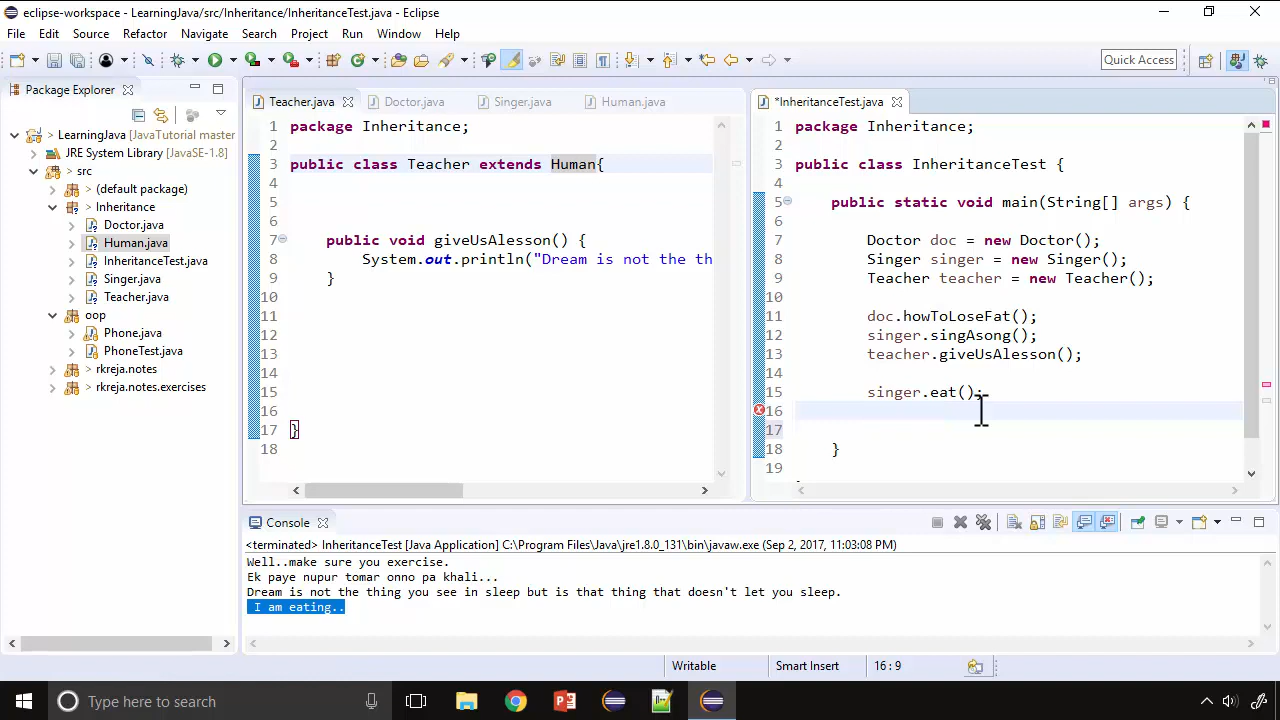 eclipse-workspace - LearningJava/src/Inheritance/InheritanceTest.java - Eclipse
File Edit Source Refactor Navigate Search Project Run Window Help
Quick Access
Package Explorer
LearningJava [JavaTutorial master
JRE System Library [JavaSE-1.8]
src
(default package)
Inheritance
Doctor.java
Human.java
InheritanceTest.java
Singer.java
Teacher.java
oop
Phone.java
PhoneTest.java
rkreja.notes
rkreja.notes.exercises
Teacher.java Doctor.java Singer.java Human.java
1 package Inheritance;
2
3 public class Teacher extends Human{
4
5
6
7 public void giveUsAlesson() {
8 System.out.println("Dream is not the th
9 }
10
11
12
13
14
15
16
17 }
18
*InheritanceTest.java
1 package Inheritance;
2
3 public class InheritanceTest {
4
5 public static void main(String[] args) {
6
7 Doctor doc = new Doctor();
8 Singer singer = new Singer();
9 Teacher teacher = new Teacher();
10
11 doc.howToLoseFat();
12 singer.singAsong();
13 teacher.giveUsAlesson();
14
15 singer.eat();
16
17
18 }
19
Console
<terminated> InheritanceTest [Java Application] C:\Program Files\Java\jre1.8.0_131\bin\javaw.exe (Sep 2, 2017, 11:03:08 PM)
Well..make sure you exercise.
Ek paye nupur tomar onno pa khali...
Dream is not the thing you see in sleep but is that thing that doesn't let you sleep.
I am eating..
Writable Smart Insert 16 : 9
Type here to search